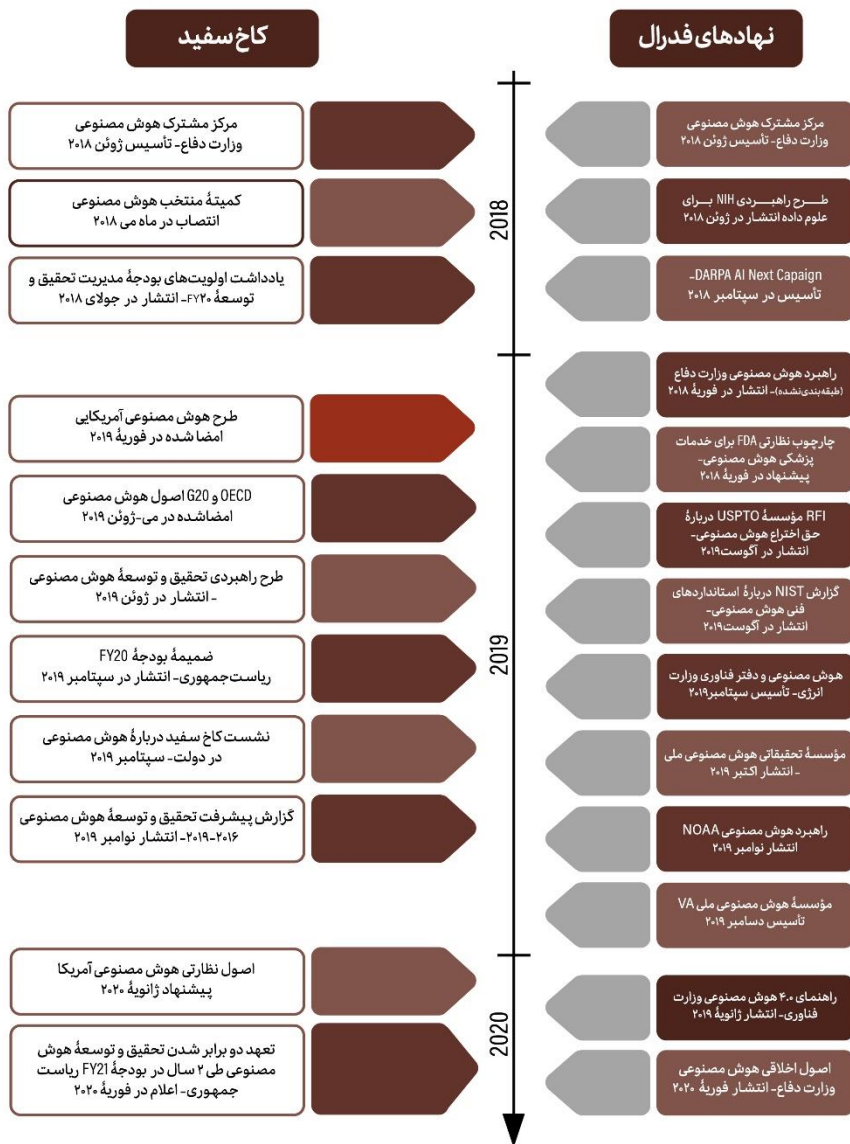 نهادهای فدرال
مرکز مشترک هوش مصنوعی
وزارت دفاع- تأسیس ژوئن ۲۰۱۸
طـــرح راهبـــردی NIH بـــرای
علوم داده انتشار در ژوئن ۲۰۱۸
DARPA AI Next Capaign-
تأسیس در سپتامبر ۲۰۱۸
راهبرد هوش مصنوعی وزارت دفاع
(طبقه‌بندی‌نشده)- انتشار در فوریهٔ ۲۰۱۸
چارچوب نظارتی FDA برای خدمات
پزشکی هوش مصنوعی-
پیشنهاد در فوریهٔ ۲۰۱۸
RFI مؤسسهٔ USPTO دربارهٔ
حق اختراع هوش مصنوعی-
انتشار در آگوست۲۰۱۹
گزارش NIST دربارهٔ استانداردهای
فنی هوش مصنوعی-
انتشار در آگوست۲۰۱۹
هوش مصنوعی و دفتر فناوری وزارت
انرژی- تأسیس سپتامبر۲۰۱۹
مؤسسهٔ تحقیقاتی هوش مصنوعی ملی
- انتشار اکتبر ۲۰۱۹
راهبرد هوش مصنوعی NOAA
انتشار نوامبر ۲۰۱۹
مؤسسهٔ هوش مصنوعی ملی VA
تأسیس دسامبر ۲۰۱۹
راهنمای ۴.۰ هوش مصنوعی وزارت
فناوری- انتشار ژانویهٔ ۲۰۱۹
اصول اخلاقی هوش مصنوعی
وزارت دفاع- انتشار فوریهٔ ۲۰۲۰
2018
2019
2020
کاخ سفید
مرکز مشترک هوش مصنوعی
وزارت دفاع- تأسیس ژوئن ۲۰۱۸
کمیتهٔ منتخب هوش مصنوعی
انتصاب در ماه می ۲۰۱۸
یادداشت اولویت‌های بودجهٔ مدیریت تحقیق و
توسعهٔ FY۲۰- انتشار در جولای ۲۰۱۸
طرح هوش مصنوعی آمریکایی
امضا شده در فوریهٔ ۲۰۱۹
OECD و G20 اصول هوش مصنوعی
امضاشده در می-ژوئن ۲۰۱۹
طرح راهبردی تحقیق و توسعهٔ هوش مصنوعی
- انتشار در ژوئن ۲۰۱۹
ضمیمهٔ بودجهٔ FY20
ریاست‌جمهوری- انتشار در سپتامبر ۲۰۱۹
نشست کاخ سفید دربارهٔ هوش مصنوعی
در دولت- سپتامبر ۲۰۱۹
گزارش پیشرفت تحقیق و توسعهٔ هوش مصنوعی
۲۰۱۶-۲۰۱۹- انتشار نوامبر ۲۰۱۹
اصول نظارتی هوش مصنوعی آمریکا
پیشنهاد ژانویهٔ ۲۰۲۰
تعهد دو برابر شدن تحقیق و توسعهٔ هوش
مصنوعی طی ۲ سال در بودجهٔ FY21 ریاست
جمهوری- اعلام در فوریهٔ ۲۰۲۰